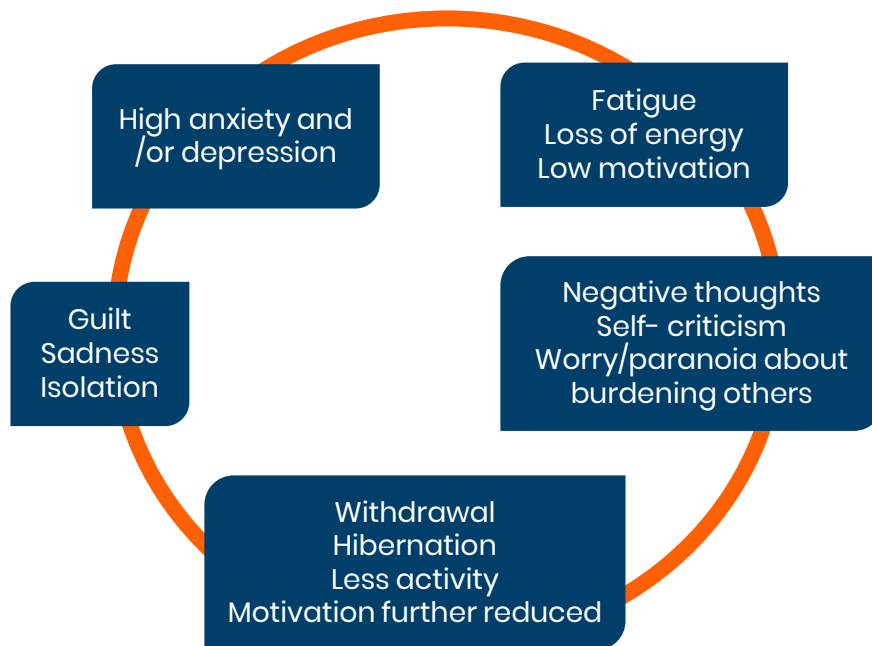 High anxiety and
/or depression
Fatigue
Loss of energy
Low motivation
Negative thoughts
Self- criticism
Worry/paranoia about
burdening others
Withdrawal
Hibernation
Less activity
Motivation further reduced
Guilt
Sadness
Isolation